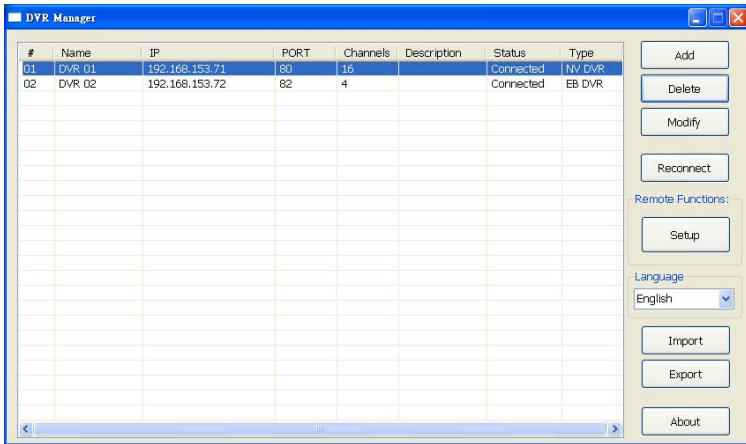 DVR Manager
# Name IP PORT Channels Description Status Type
01 DVR 01 192.168.153.71 80 16 Connected NV DVR
02 DVR 02 192.168.153.72 82 4 Connected EB DVR
Add
Delete
Modify
Reconnect
Remote Functions:
Setup
Language
English
Import
Export
About